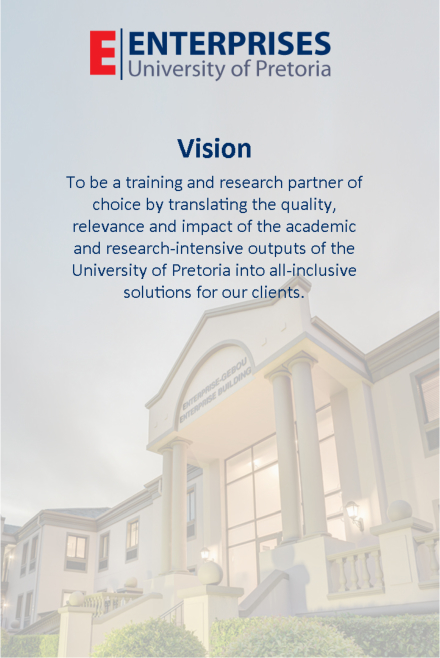 E ENTERPRISES
University of Pretoria
Vision
To be a training and research partner of
choice by translating the quality,
relevance and impact of the academic
and research-intensive outputs of the
University of Pretoria into all-inclusive
solutions for our clients.
ENTERPRISE-GEBOU
ENTERPRISE BUILDING